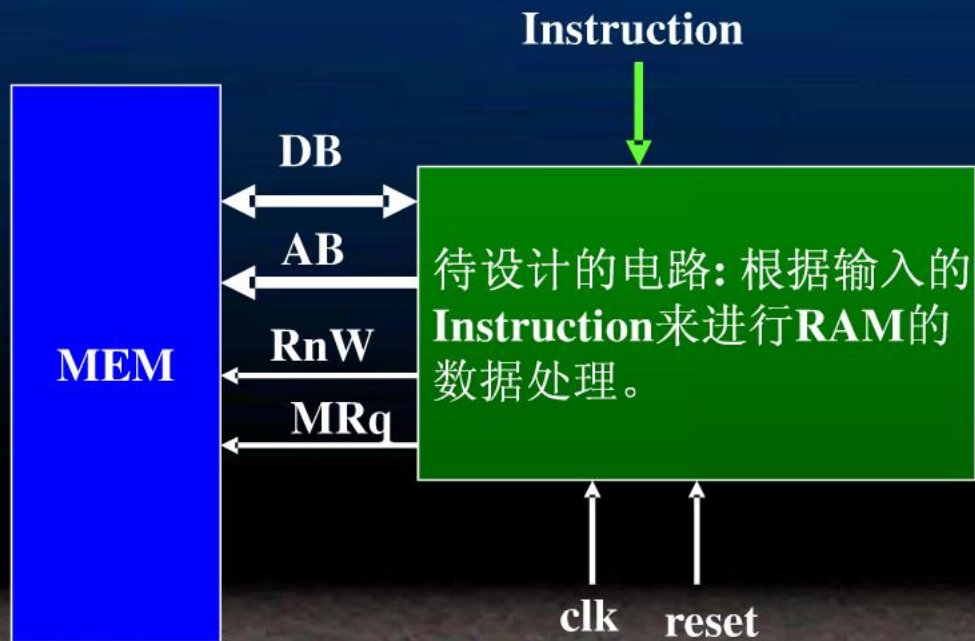 Instruction
DB
AB
RnW
MRq
MEM
待设计的电路: 根据输入的
Instruction来进行RAM的
数据处理。
clk
reset